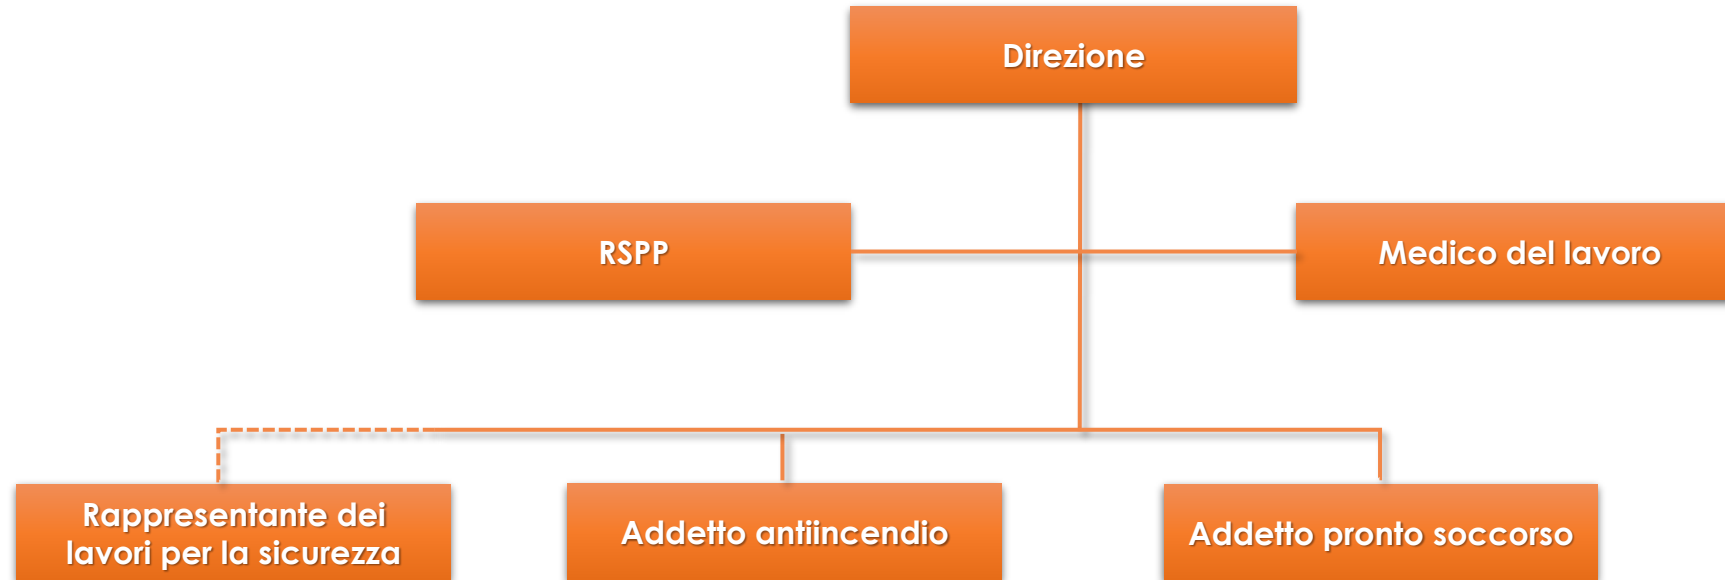 Direzione
RSPP
Medico del lavoro
Rappresentante dei
lavori per la sicurezza
Addetto antiincendio
Addetto pronto soccorso